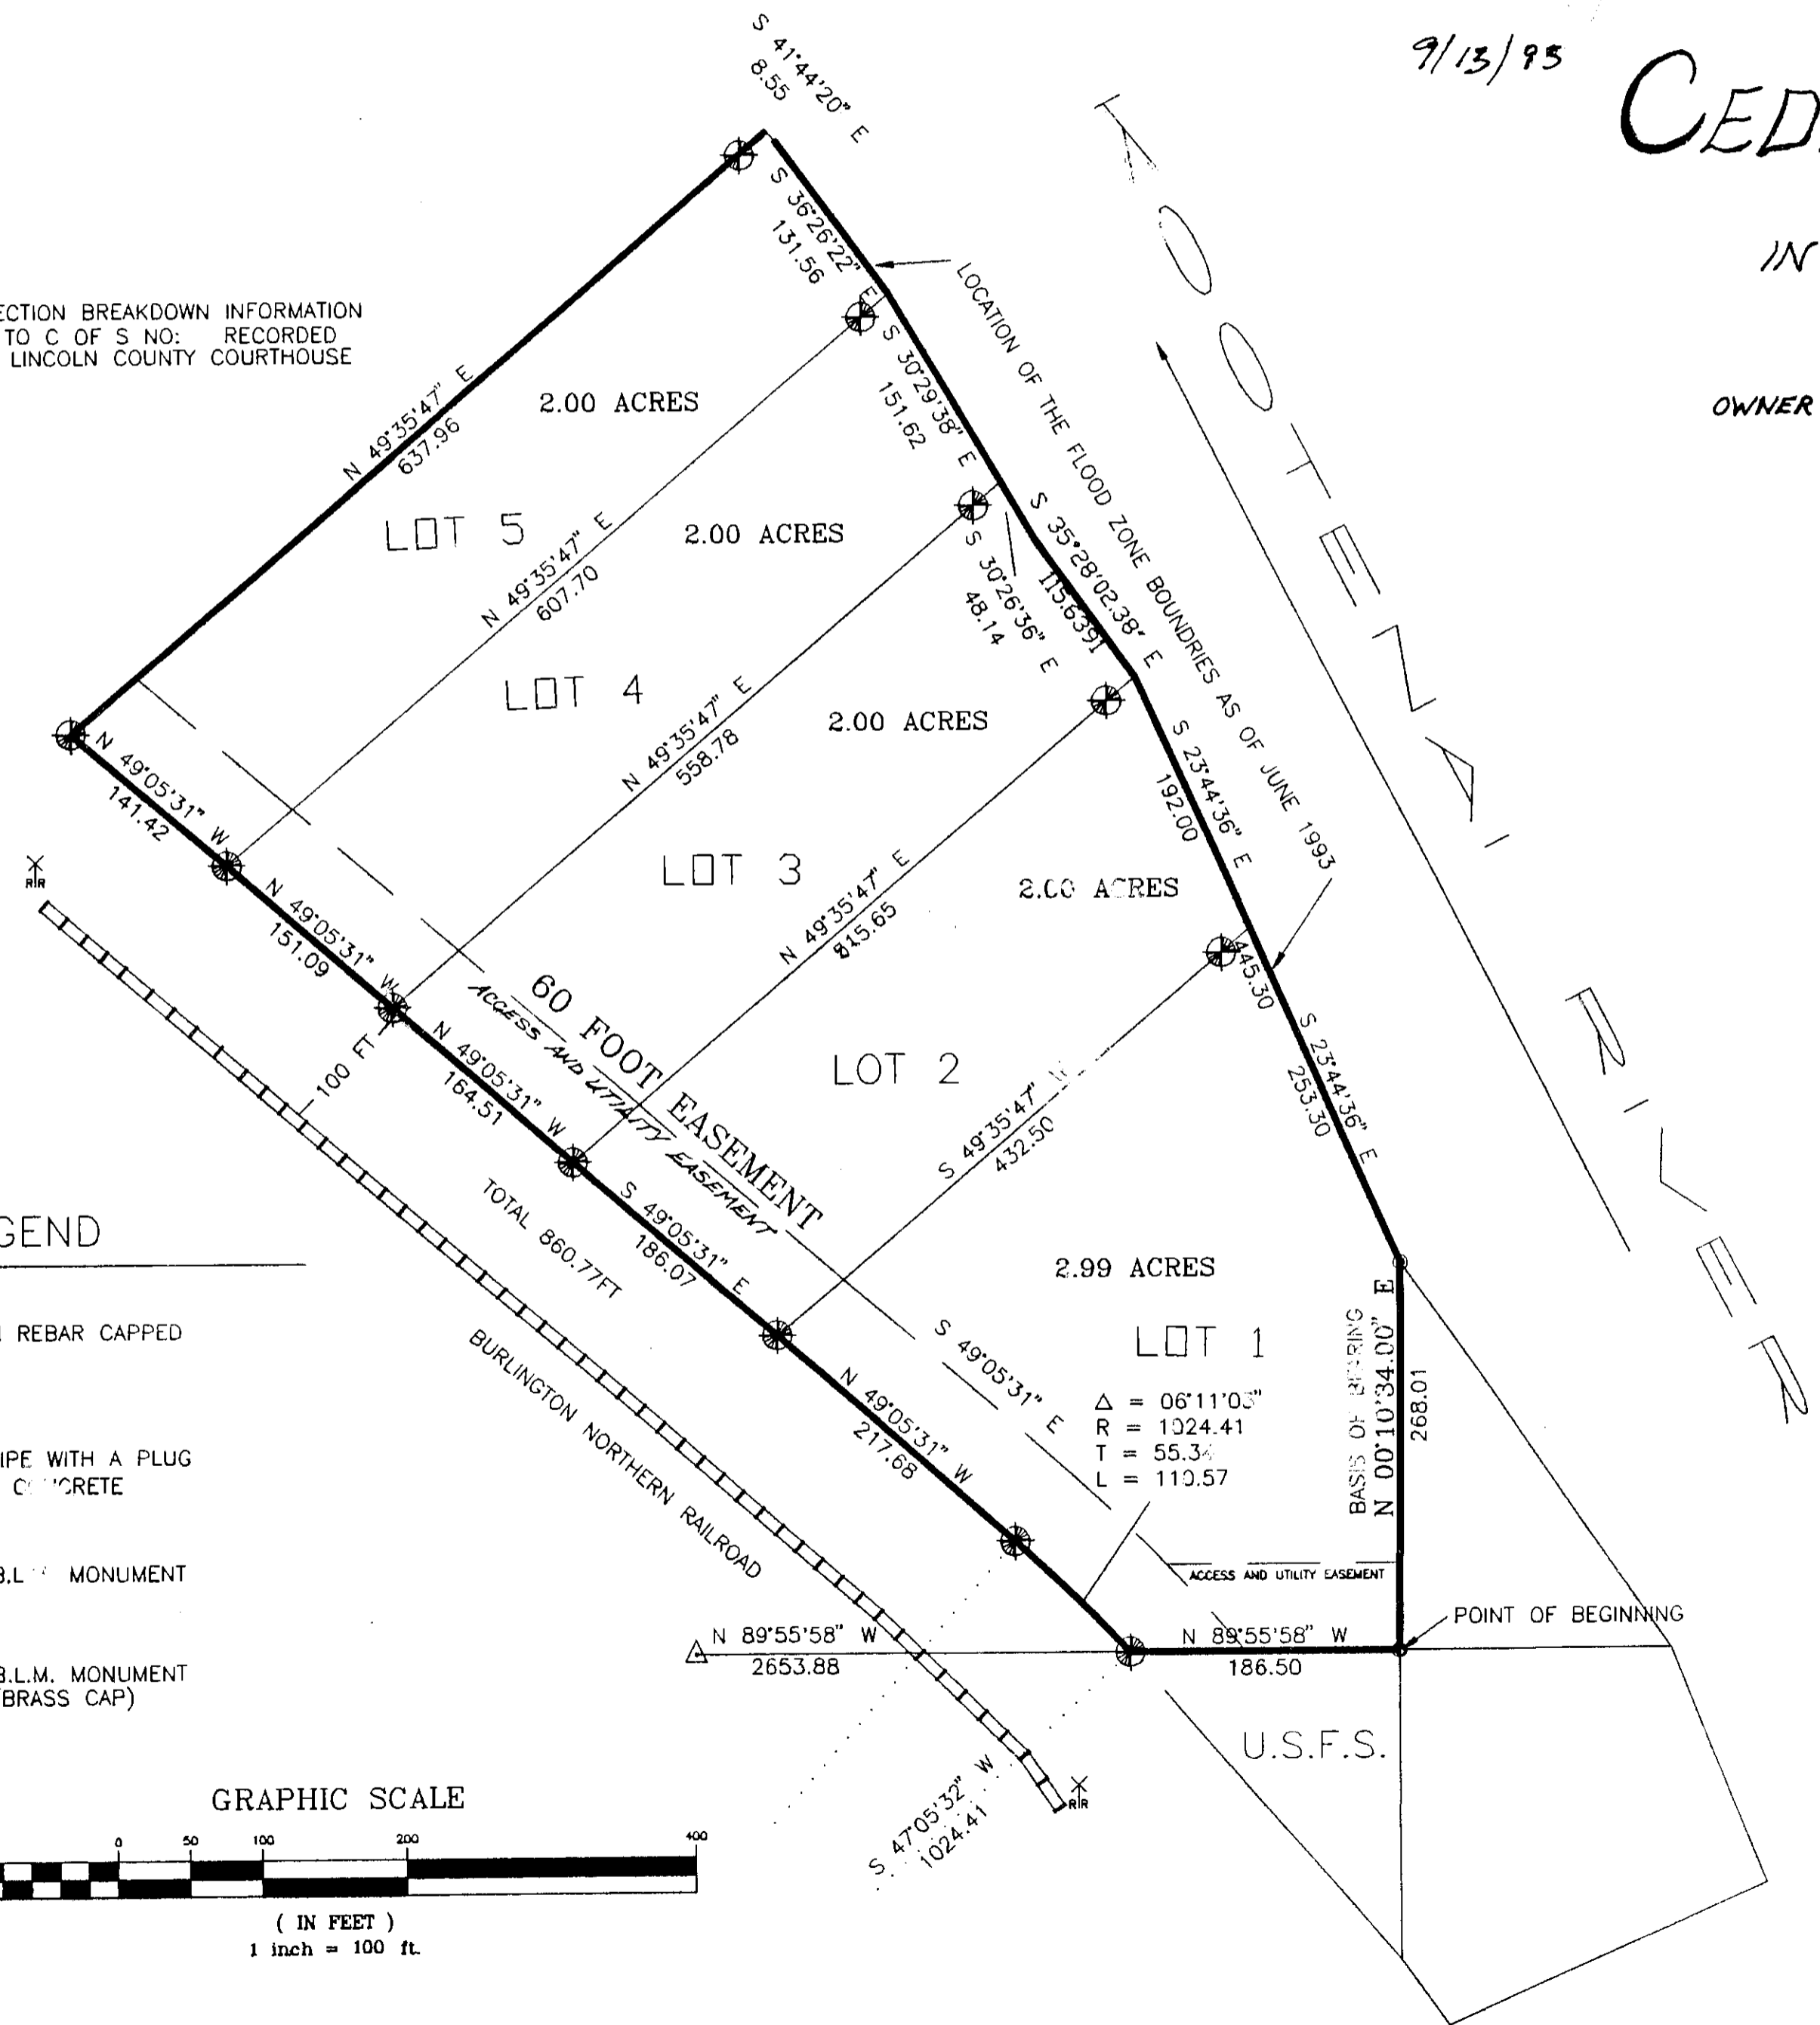 9/13/93
CED
IN
OWNER
S 41°44'20" E
8.55
S 36°26'22" E
131.56
ECTION BREAKDOWN INFORMATION
TO C OF S NO: RECORDED
LINCOLN COUNTY COURTHOUSE
KOOTENAI RIVER
LOCATION OF THE FLOOD ZONE BOUNDRIES AS OF JUNE 1993
S 30°29'38" E
151.62
N 49°35'47" E
637.96
2.00 ACRES
LOT 5
N 49°35'47" E
607.70
2.00 ACRES
LOT 4
S 30°26'36" E
48.14
S 35°28'02.38" E
115.6391
N 49°35'47" E
558.78
2.00 ACRES
LOT 3
S 23°44'36" E
192.00
N 49°35'47" E
515.65
2.00 ACRES
LOT 2
445.30
S 23°44'36" E
253.30
S 49°35'47"
432.50
N 49°05'31" W
141.42
N 49°05'31" W
151.09
N 49°05'31" W
164.51
S 49°05'31" E
186.07
N 49°05'31" W
217.68
RR
100 FT
60 FOOT EASEMENT
ACCESS AND UTILITY EASEMENT
TOTAL 860.77FT
BURLINGTON NORTHERN RAILROAD
2.99 ACRES
LOT 1
S 49°05'31" E
Δ = 06°11'03"
R = 1024.41
T = 55.34
L = 110.57
BASIS OF BEARING
N 00°10'34.00" E
268.01
ACCESS AND UTILITY EASEMENT
POINT OF BEGINNING
N 89°55'58" W
2653.88
N 89°55'58" W
186.50
U.S.F.S.
S 47°05'32" W
1024.41
RR
GEND
REBAR CAPPED
IPE WITH A PLUG
CONCRETE
MONUMENT
B.L.M. MONUMENT
(BRASS CAP)
GRAPHIC SCALE
0 50 100 200 400
( IN FEET )
1 inch = 100 ft.